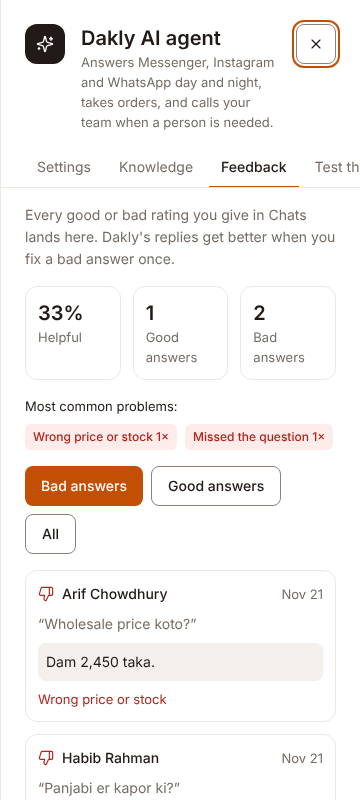 Dakly AI agent
Answers Messenger, Instagram
and WhatsApp day and night,
takes orders, and calls your
team when a person is needed.
Settings Knowledge Feedback Test th
Every good or bad rating you give in Chats
lands here. Dakly's replies get better when you
fix a bad answer once.
33% 1 2
Helpful Good answers Bad answers
Most common problems:
Wrong price or stock 1× Missed the question 1×
Bad answers Good answers
All
Arif Chowdhury Nov 21
“Wholesale price koto?”
Dam 2,450 taka.
Wrong price or stock
Habib Rahman Nov 21
“Panjabi er kapor ki?”